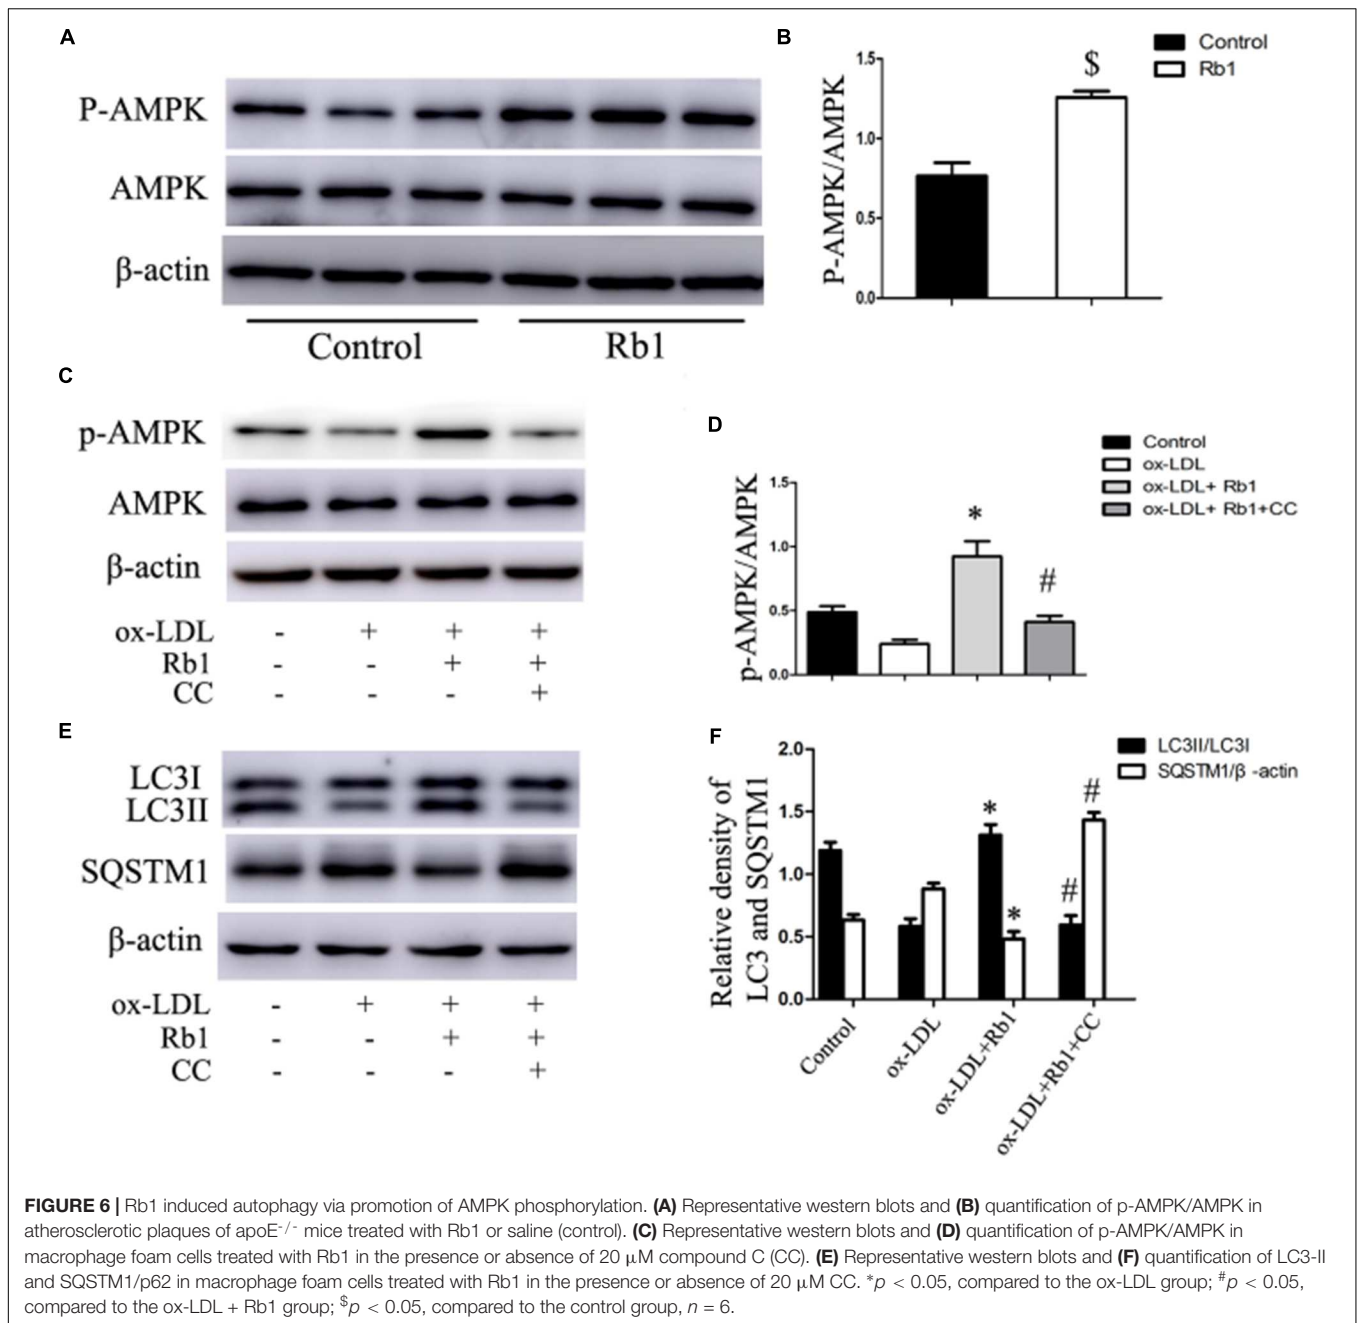 A
P-AMPK
AMPK
β-actin
Control Rb1
B
P-AMPK/AMPK
1.5
1.0
0.5
0.0
$
Control
Rb1
C
p-AMPK
AMPK
β-actin
ox-LDL - + + +
Rb1 - - + +
CC - - - +
D
p-AMPK/AMPK
1.5
1.0
0.5
0.0
*
#
Control
ox-LDL
ox-LDL+ Rb1
ox-LDL+ Rb1+CC
E
LC3I
LC3II
SQSTM1
β-actin
ox-LDL - + + +
Rb1 - - + +
CC - - - +
F
Relative density of
LC3 and SQSTM1
2.0
1.5
1.0
0.5
0.0
*
*
#
#
LC3II/LC3I
SQSTM1/β -actin
Control
ox-LDL
ox-LDL+Rb1
ox-LDL+Rb1+CC
FIGURE 6 | Rb1 induced autophagy via promotion of AMPK phosphorylation. (A) Representative western blots and (B) quantification of p-AMPK/AMPK in
atherosclerotic plaques of apoE-/- mice treated with Rb1 or saline (control). (C) Representative western blots and (D) quantification of p-AMPK/AMPK in
macrophage foam cells treated with Rb1 in the presence or absence of 20 μM compound C (CC). (E) Representative western blots and (F) quantification of LC3-II
and SQSTM1/p62 in macrophage foam cells treated with Rb1 in the presence or absence of 20 μM CC. *p < 0.05, compared to the ox-LDL group; #p < 0.05,
compared to the ox-LDL + Rb1 group; $p < 0.05, compared to the control group, n = 6.